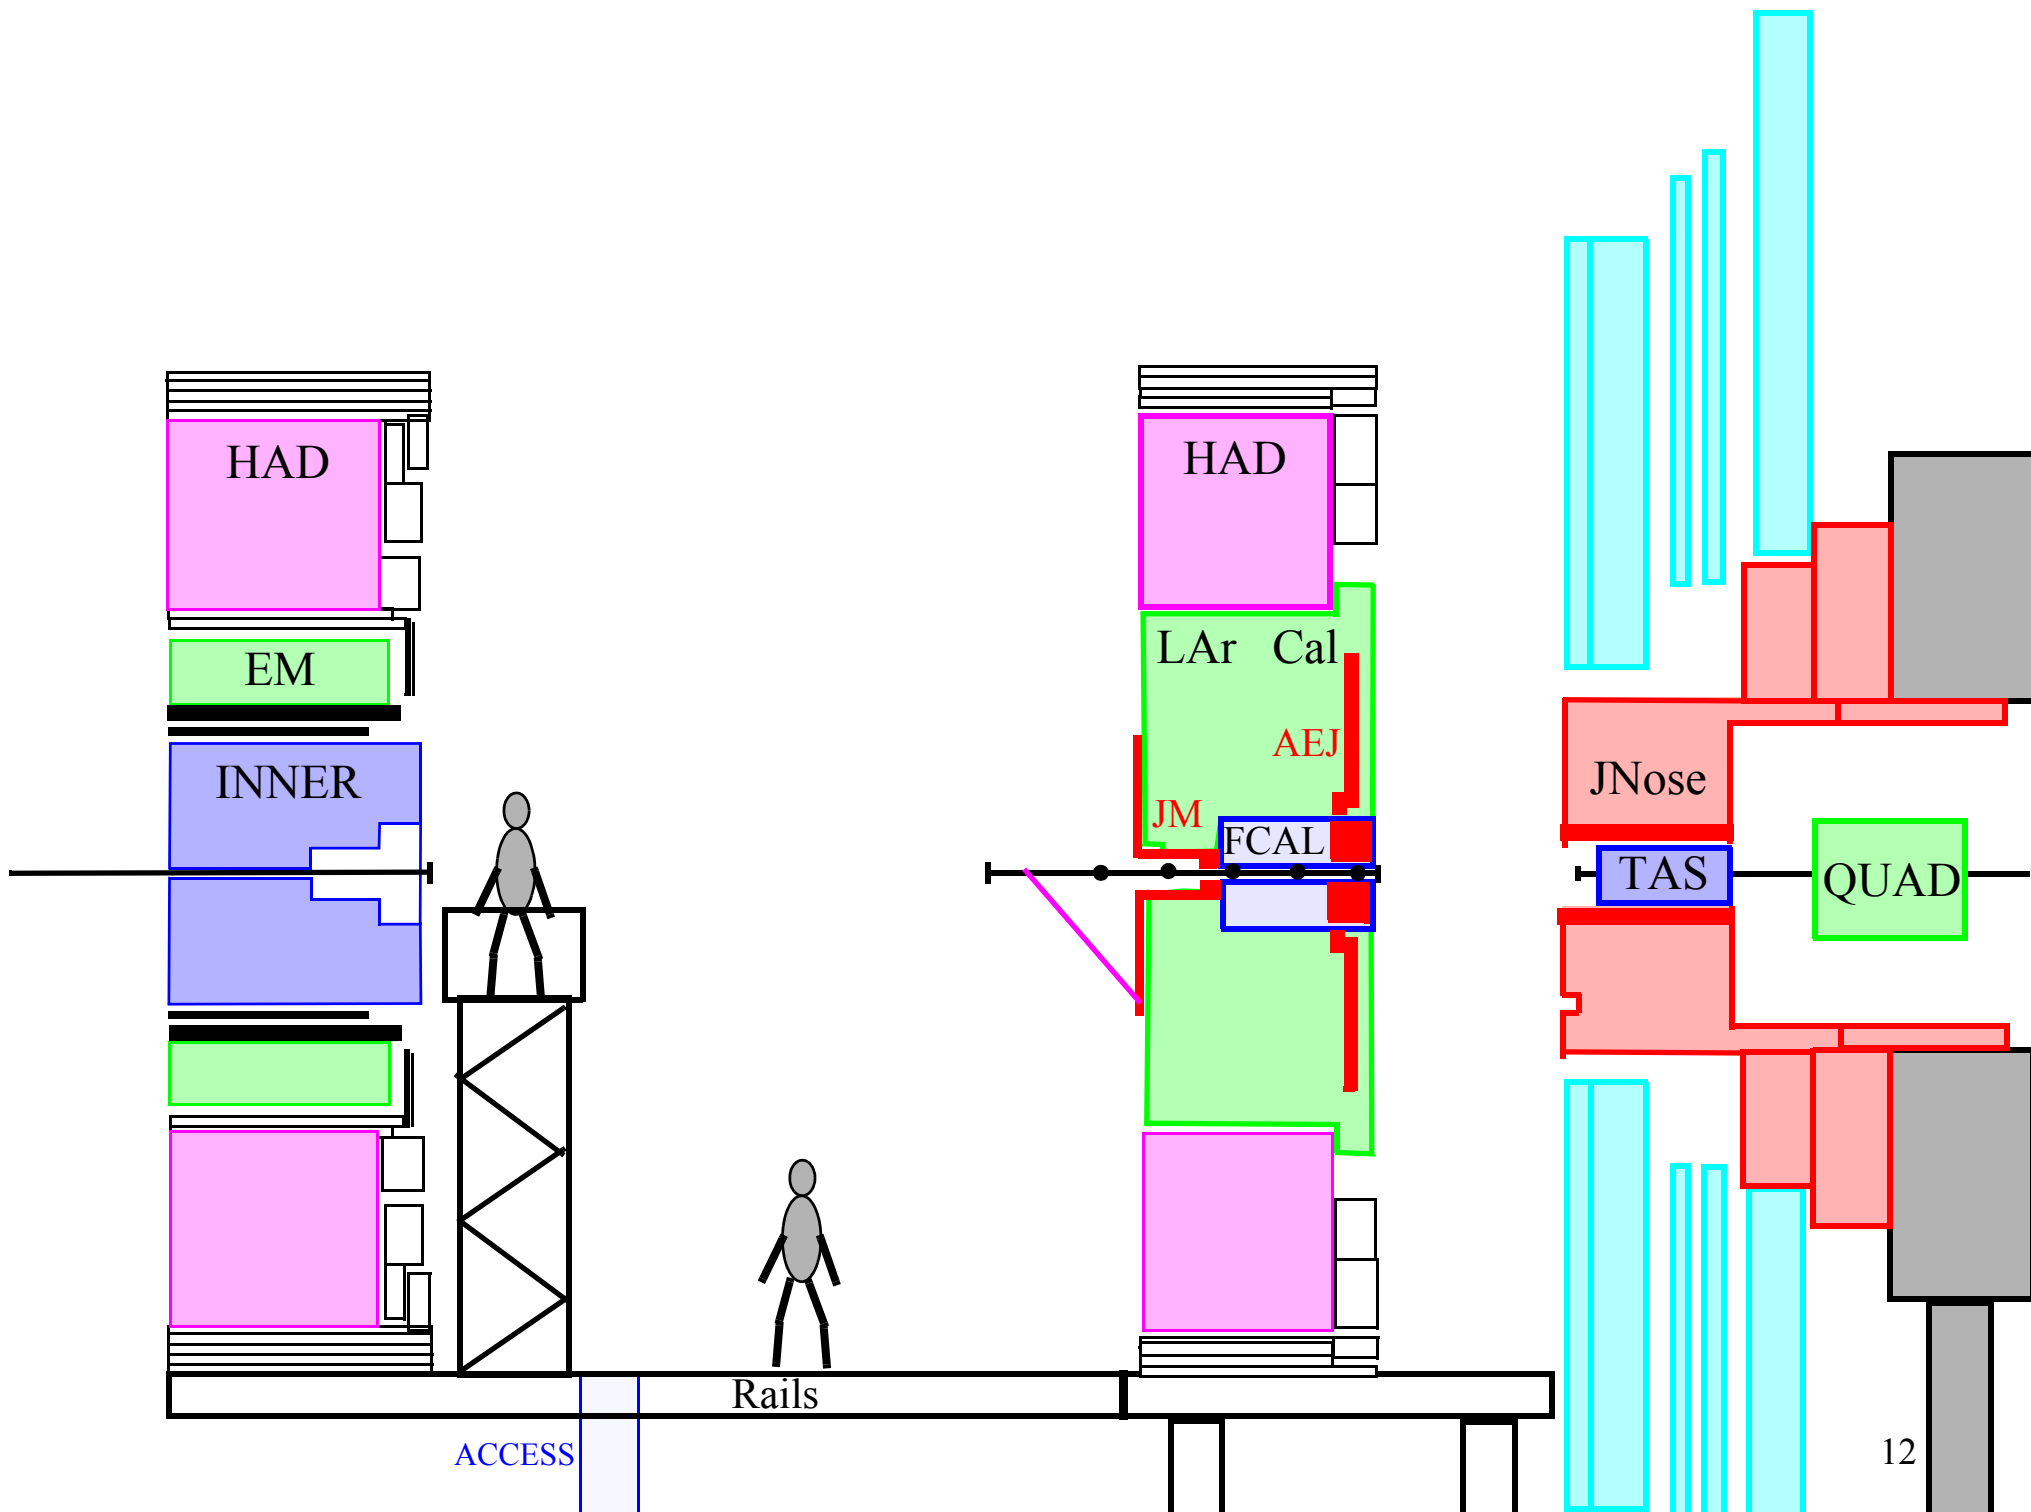 HAD
HAD
LAr Cal
EM
AEJ
INNER
JNose
JM
FCAL
TAS
QUAD
Rails
ACCESS
12